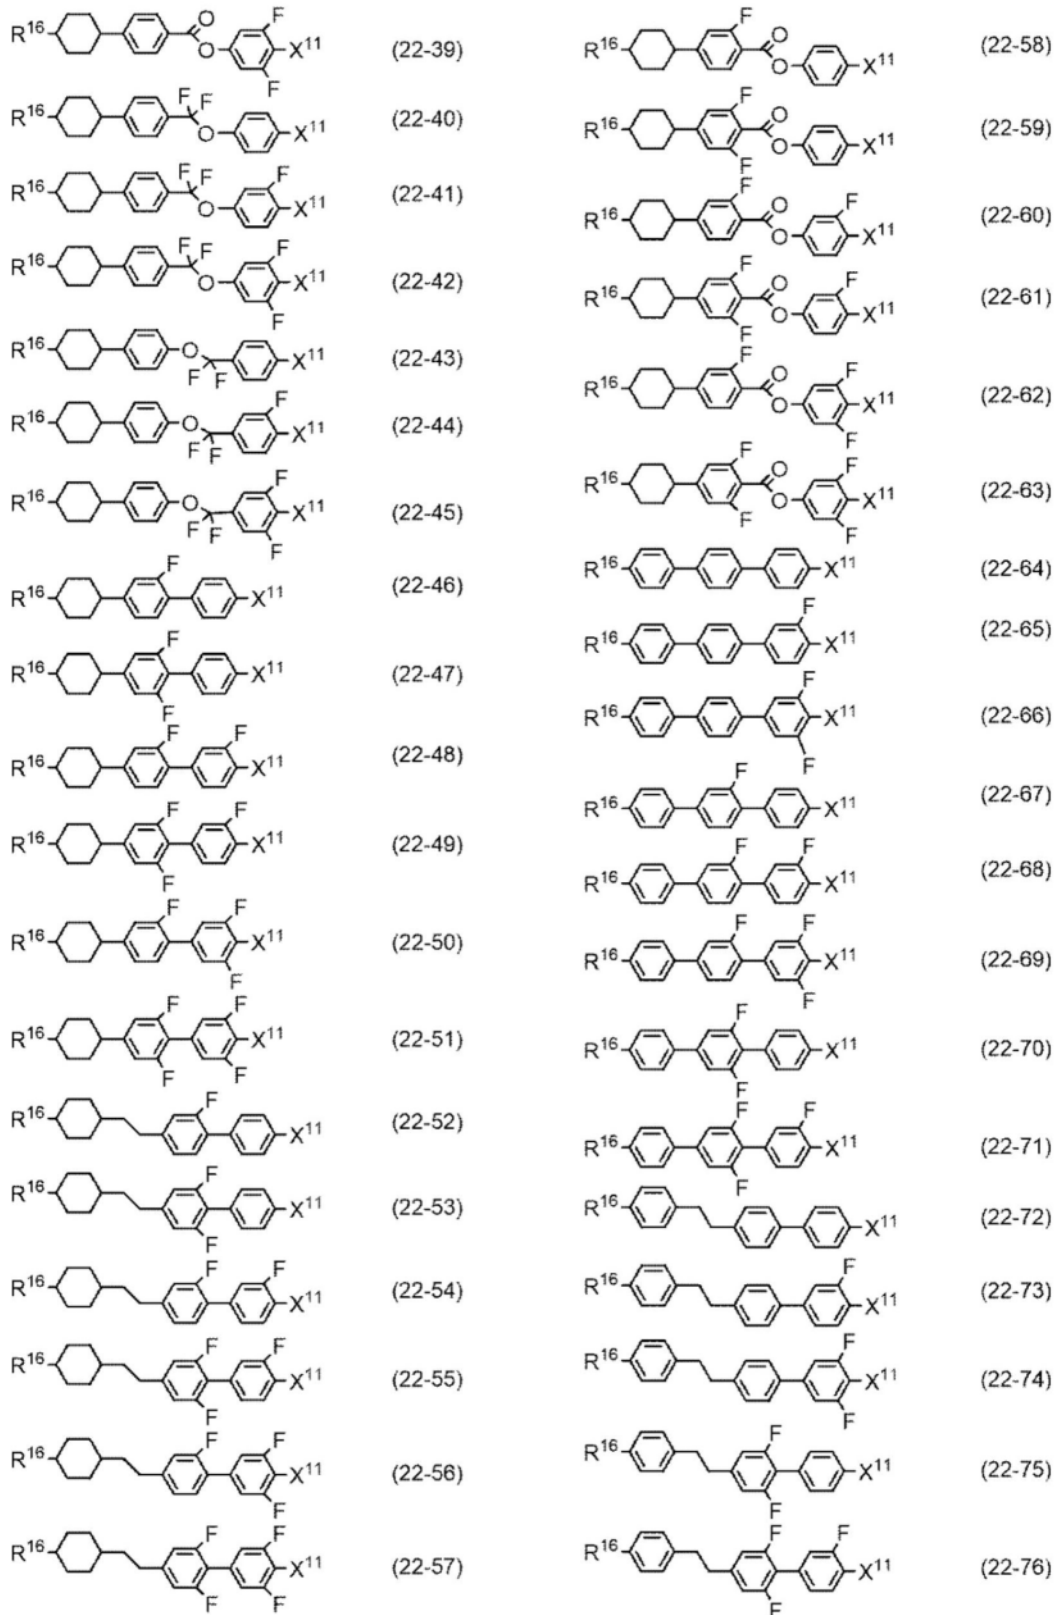 F
O
R¹⁶ X¹¹ (22-39)
O
F
F F
R¹⁶ O X¹¹ (22-40)
F F F
R¹⁶ O X¹¹ (22-41)
F F F
R¹⁶ O X¹¹ (22-42)
F
R¹⁶ O X¹¹ (22-43)
F F
F
R¹⁶ O X¹¹ (22-44)
F F
F
R¹⁶ O X¹¹ (22-45)
F F F
F
R¹⁶ X¹¹ (22-46)
F
R¹⁶ X¹¹ (22-47)
F
F F
R¹⁶ X¹¹ (22-48)
F F
R¹⁶ X¹¹ (22-49)
F
F F
R¹⁶ X¹¹ (22-50)
F
F F
R¹⁶ X¹¹ (22-51)
F F
R¹⁶ F X¹¹ (22-52)
R¹⁶ F X¹¹ (22-53)
F
R¹⁶ F F X¹¹ (22-54)
R¹⁶ F F X¹¹ (22-55)
F
R¹⁶ F F X¹¹ (22-56)
F
R¹⁶ F F X¹¹ (22-57)
F F
F O
R¹⁶ O X¹¹ (22-58)
F O
R¹⁶ O X¹¹ (22-59)
F
F O F
R¹⁶ O X¹¹ (22-60)
F O F
R¹⁶ O X¹¹ (22-61)
F
F O F
R¹⁶ O X¹¹ (22-62)
F
F O F
R¹⁶ O X¹¹ (22-63)
F F
R¹⁶ X¹¹ (22-64)
F
R¹⁶ X¹¹ (22-65)
F
R¹⁶ X¹¹ (22-66)
F
F
R¹⁶ X¹¹ (22-67)
F F
R¹⁶ X¹¹ (22-68)
F F
R¹⁶ X¹¹ (22-69)
F
F
R¹⁶ X¹¹ (22-70)
F
F F
R¹⁶ X¹¹ (22-71)
F
R¹⁶ X¹¹ (22-72)
R¹⁶ F X¹¹ (22-73)
R¹⁶ F X¹¹ (22-74)
F
R¹⁶ F X¹¹ (22-75)
F
R¹⁶ F F X¹¹ (22-76)
F